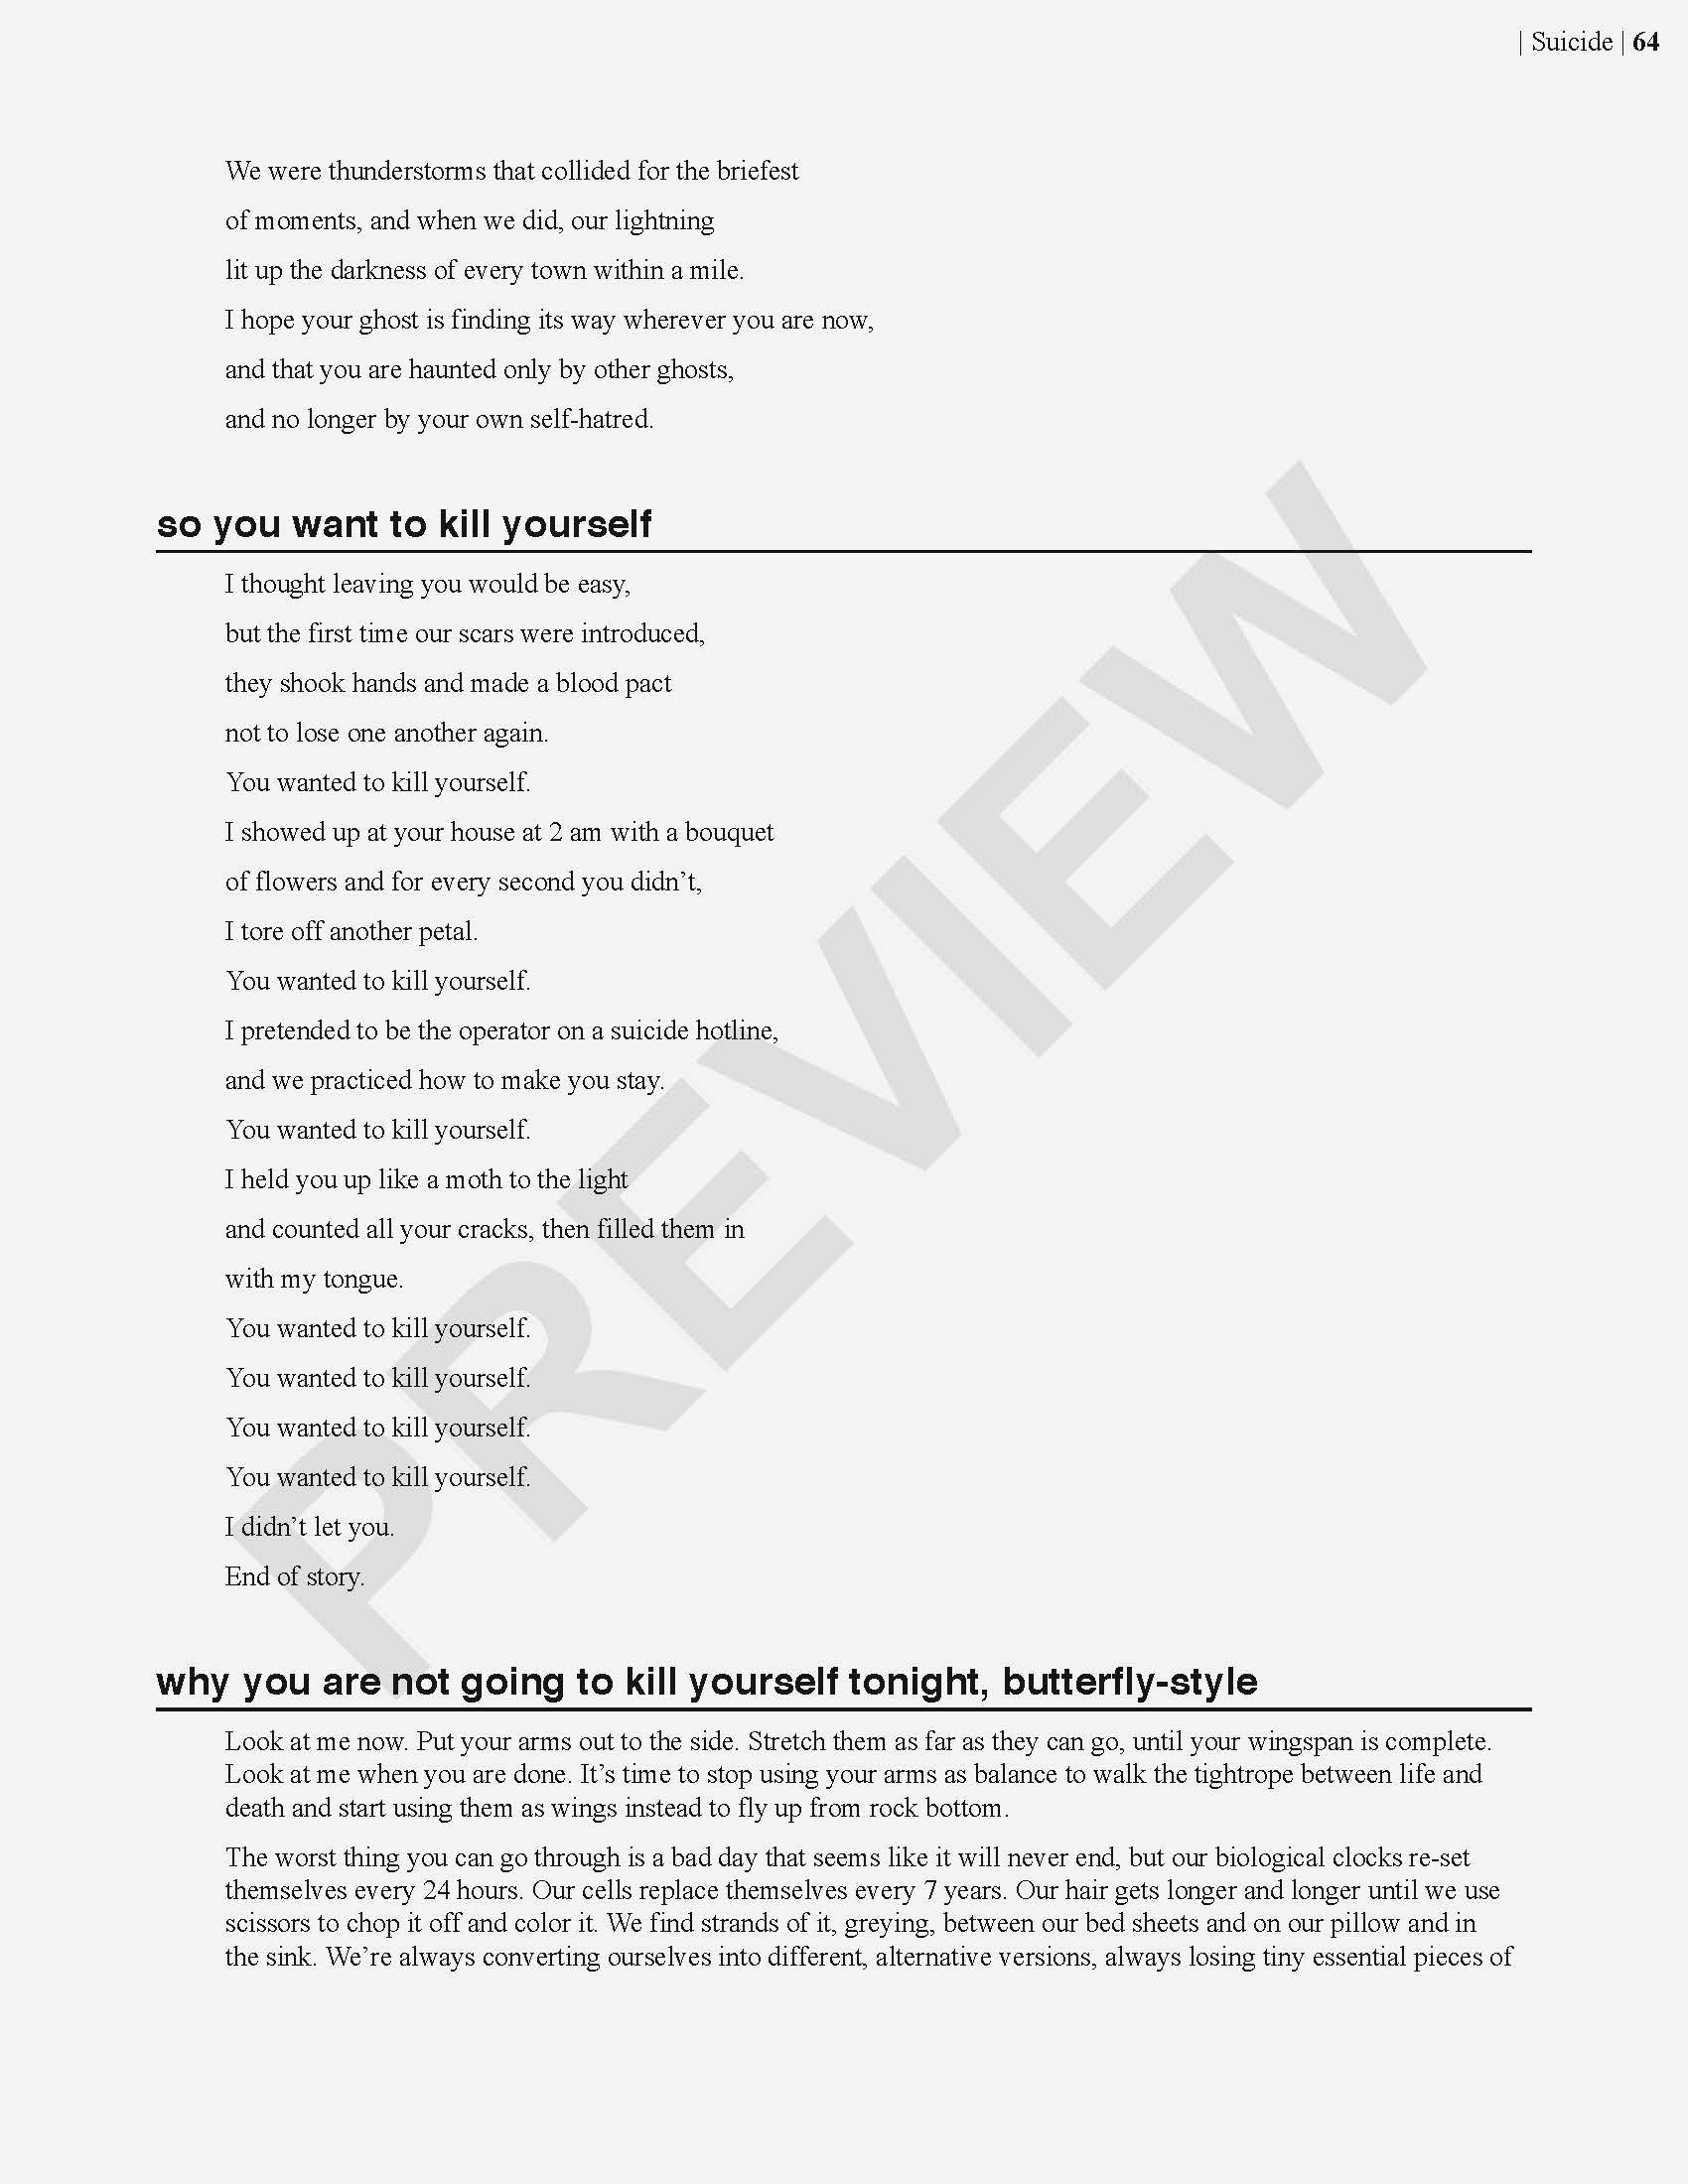 | Suicide | 64
We were thunderstorms that collided for the briefest
of moments, and when we did, our lightning
lit up the darkness of every town within a mile.
I hope your ghost is finding its way wherever you are now,
and that you are haunted only by other ghosts,
and no longer by your own self-hatred.
so you want to kill yourself
I thought leaving you would be easy,
but the first time our scars were introduced,
they shook hands and made a blood pact
not to lose one another again.
You wanted to kill yourself.
I showed up at your house at 2 am with a bouquet
of flowers and for every second you didn’t,
I tore off another petal.
You wanted to kill yourself.
I pretended to be the operator on a suicide hotline,
and we practiced how to make you stay.
You wanted to kill yourself.
I held you up like a moth to the light
and counted all your cracks, then filled them in
with my tongue.
You wanted to kill yourself.
You wanted to kill yourself.
You wanted to kill yourself.
You wanted to kill yourself.
I didn’t let you.
End of story.
why you are not going to kill yourself tonight, butterfly-style
Look at me now. Put your arms out to the side. Stretch them as far as they can go, until your wingspan is complete.
Look at me when you are done. It’s time to stop using your arms as balance to walk the tightrope between life and
death and start using them as wings instead to fly up from rock bottom.
The worst thing you can go through is a bad day that seems like it will never end, but our biological clocks re-set
themselves every 24 hours. Our cells replace themselves every 7 years. Our hair gets longer and longer until we use
scissors to chop it off and color it. We find strands of it, greying, between our bed sheets and on our pillow and in
the sink. We’re always converting ourselves into different, alternative versions, always losing tiny essential pieces of
PREVIEW